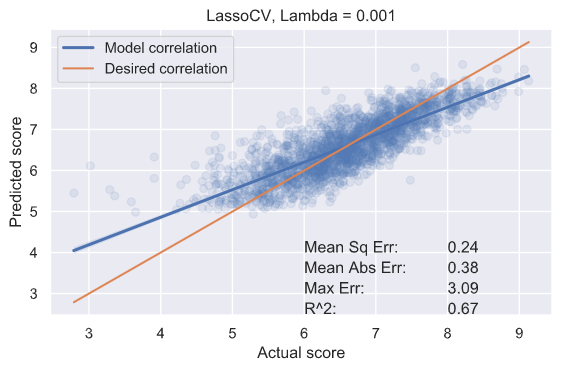 LassoCV, Lambda = 0.001
Model correlation
Desired correlation
9
8
7
6
5
4
3
Predicted score
Mean Sq Err: 0.24
Mean Abs Err: 0.38
Max Err: 3.09
R^2: 0.67
3 4 5 6 7 8 9
Actual score